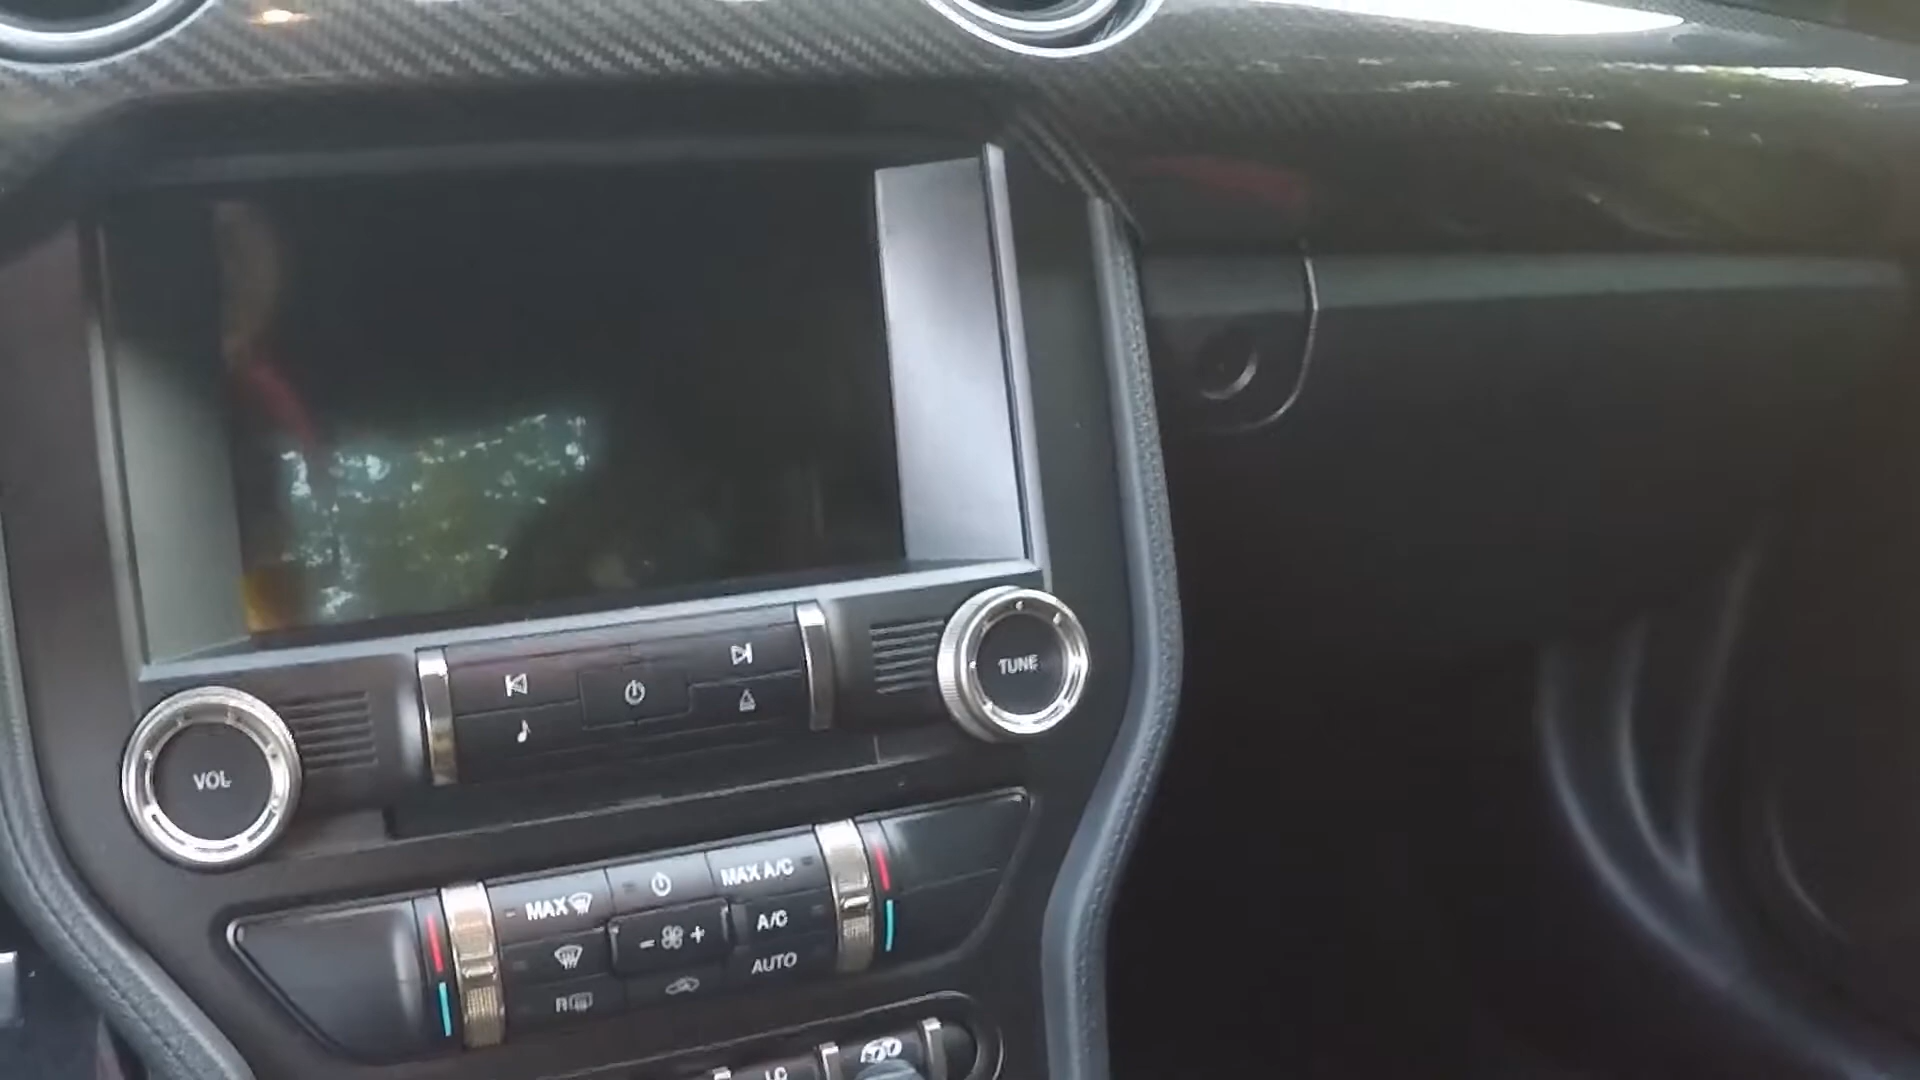 TUNE
VOL
MAX A/C
MAX
A/C
AUTO
R